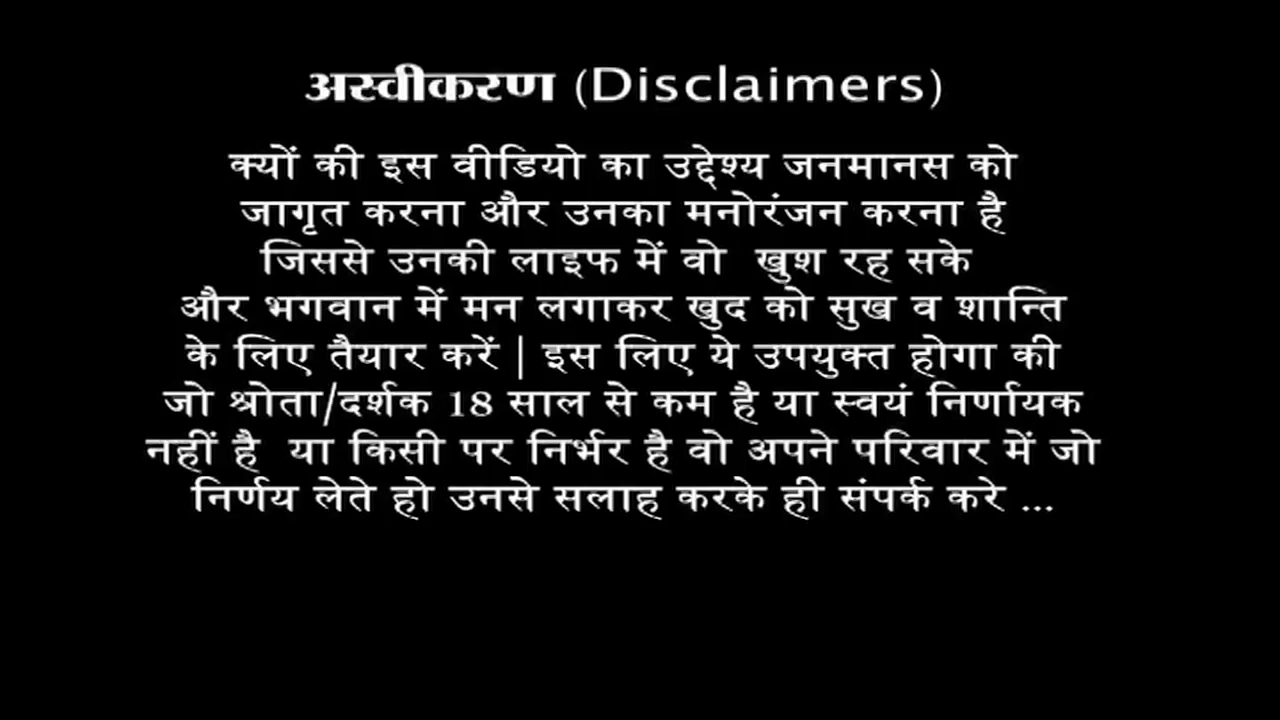 अस्वीकरण (Disclaimers)
क्यों की इस वीडियो का उद्देश्य जनमानस को
जागृत करना और उनका मनोरंजन करना है
जिससे उनकी लाइफ में वो खुश रह सके
और भगवान में मन लगाकर खुद को सुख व शान्ति
के लिए तैयार करें | इस लिए ये उपयुक्त होगा की
जो श्रोता/दर्शक 18 साल से कम है या स्वयं निर्णायक
नहीं है या किसी पर निर्भर है वो अपने परिवार में जो
निर्णय लेते हो उनसे सलाह करके ही संपर्क करे ...